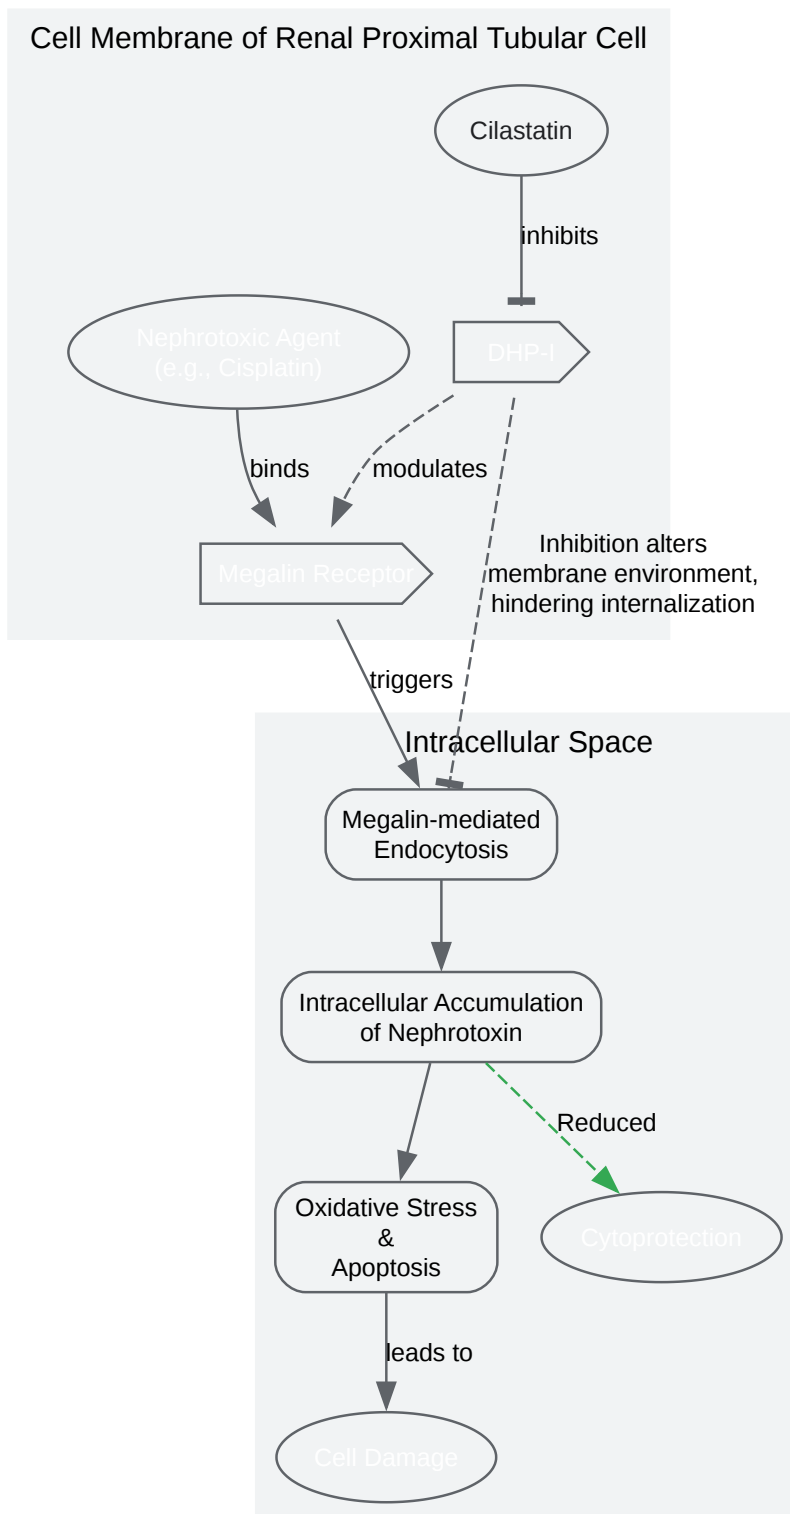 Cell Membrane of Renal Proximal Tubular Cell
Cilastatin
inhibits
Nephrotoxic Agent
(e.g., Cisplatin)
DHP-I
binds
modulates
Inhibition alters
membrane environment,
hindering internalization
Megalin Receptor
triggers
Intracellular Space
Megalin-mediated
Endocytosis
Intracellular Accumulation
of Nephrotoxin
Reduced
Oxidative Stress
&
Apoptosis
Cytoprotection
leads to
Cell Damage